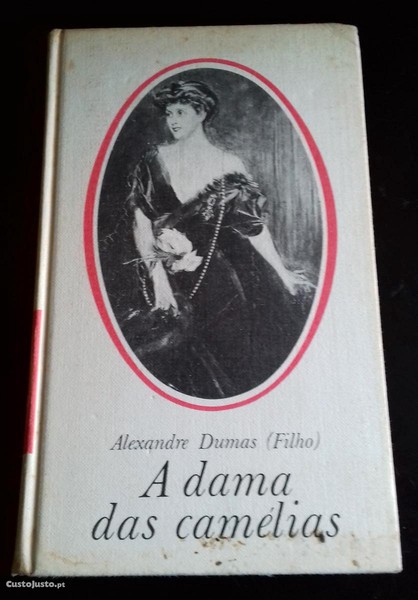 Alexandre Dumas (Filho)
A dama
das camélias
CustoJusto.pt